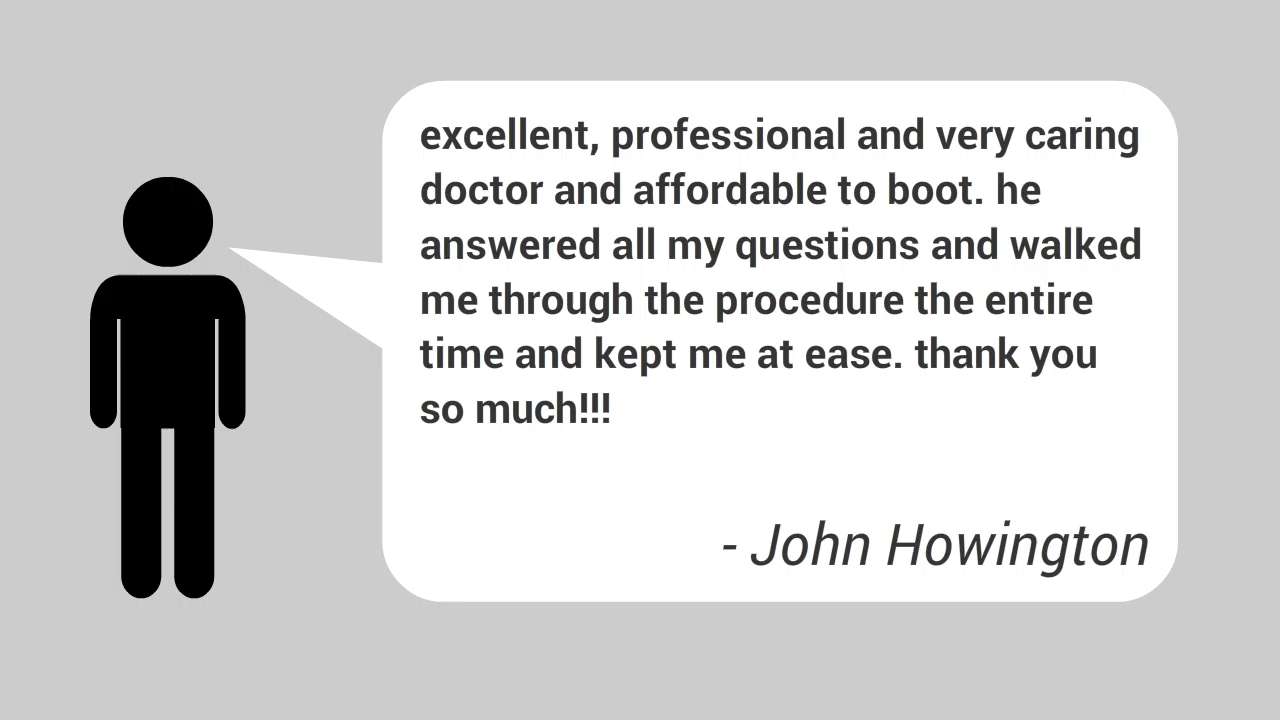 excellent, professional and very caring
doctor and affordable to boot. he
answered all my questions and walked
me through the procedure the entire
time and kept me at ease. thank you
so much!!!
- John Howington